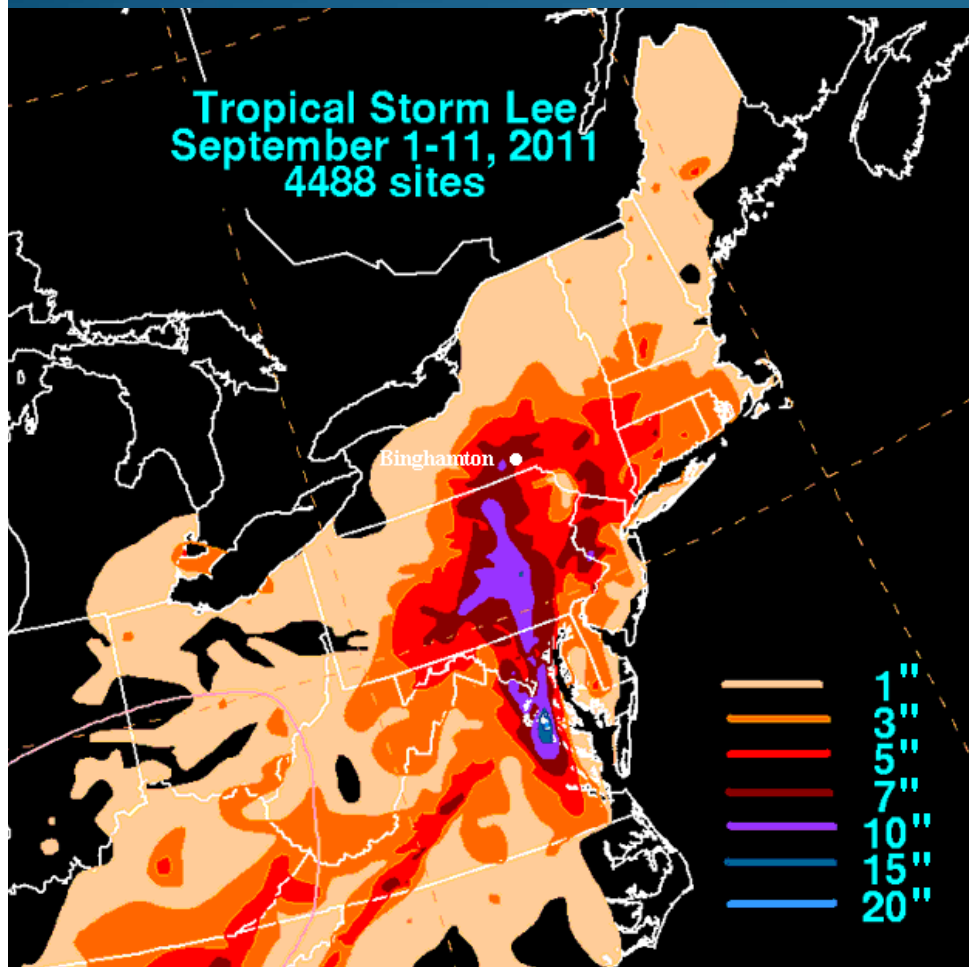 Tropical Storm Lee
September 1-11, 2011
4488 sites
Binghamton
1"
3"
5"
7"
10"
15"
20"